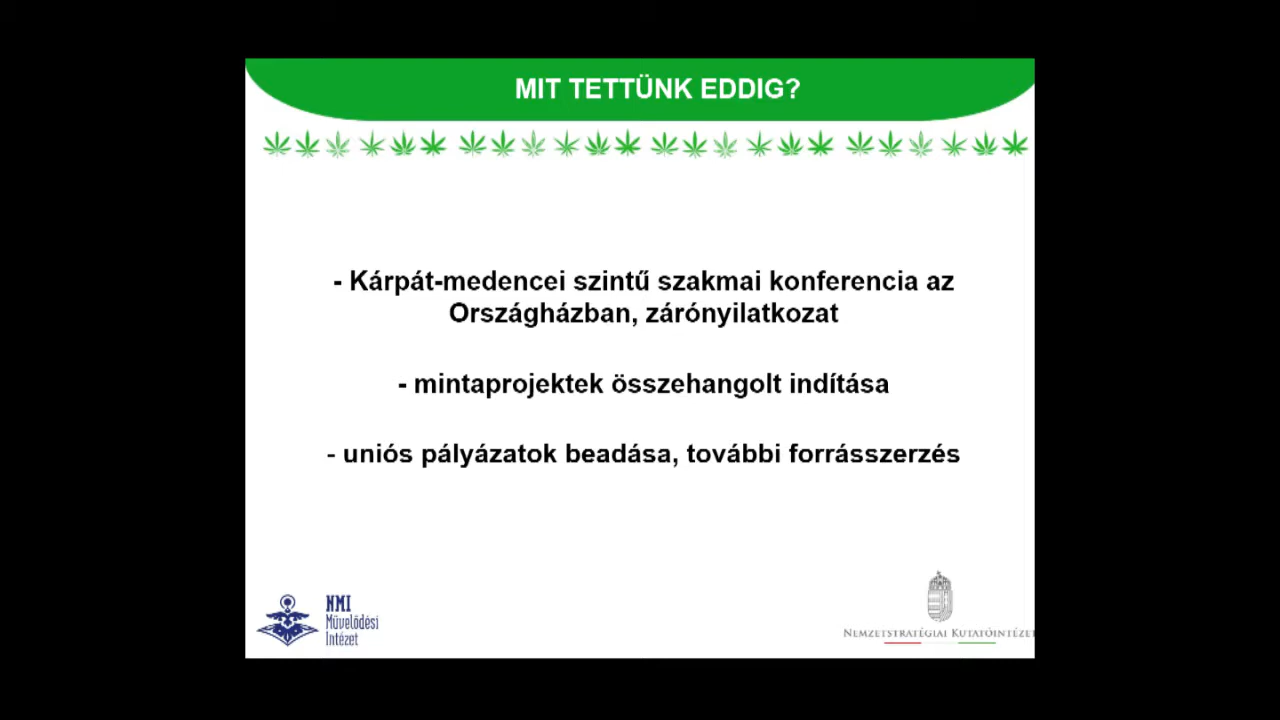 MIT TETTÜNK EDDIG?
- Kárpát-medencei szintű szakmai konferencia az
Országházban, zárónyilatkozat
- mintaprojektek összehangolt indítása
- uniós pályázatok beadása, további forrásszerzés
NMI
Művelődési
Intézet
NEMZETSTRATÉGIAI KUTATÓINTÉZET